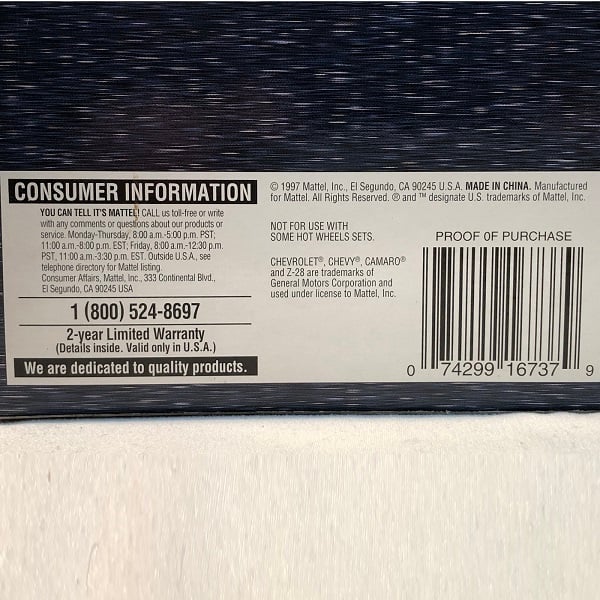 CONSUMER INFORMATION
YOU CAN TELL IT'S MATTEL! CALL us toll-free or write
with any comments or questions about our products or
service. Monday-Thursday, 8:00 a.m.-5:00 p.m. PST;
11:00 a.m.-8:00 p.m. EST; Friday, 8:00 a.m.-12:30 p.m.
PST, 11:00 a.m.-3:30 p.m. EST. Outside U.S.A., see
telephone directory for Mattel listing.
Consumer Affairs, Mattel, Inc., 333 Continental Blvd.,
El Segundo, CA 90245 USA
1 (800) 524-8697
2-year Limited Warranty
(Details inside. Valid only in U.S.A.)
We are dedicated to quality products.
© 1997 Mattel, Inc., El Segundo, CA 90245 U.S.A. MADE IN CHINA. Manufactured
for Mattel. All Rights Reserved. ® and ™ designate U.S. trademarks of Mattel, Inc.
NOT FOR USE WITH
SOME HOT WHEELS SETS.
CHEVROLET®, CHEVY®, CAMARO®
and Z-28 are trademarks of
General Motors Corporation and
used under license to Mattel, Inc.
PROOF OF PURCHASE
0 74299 16737 9